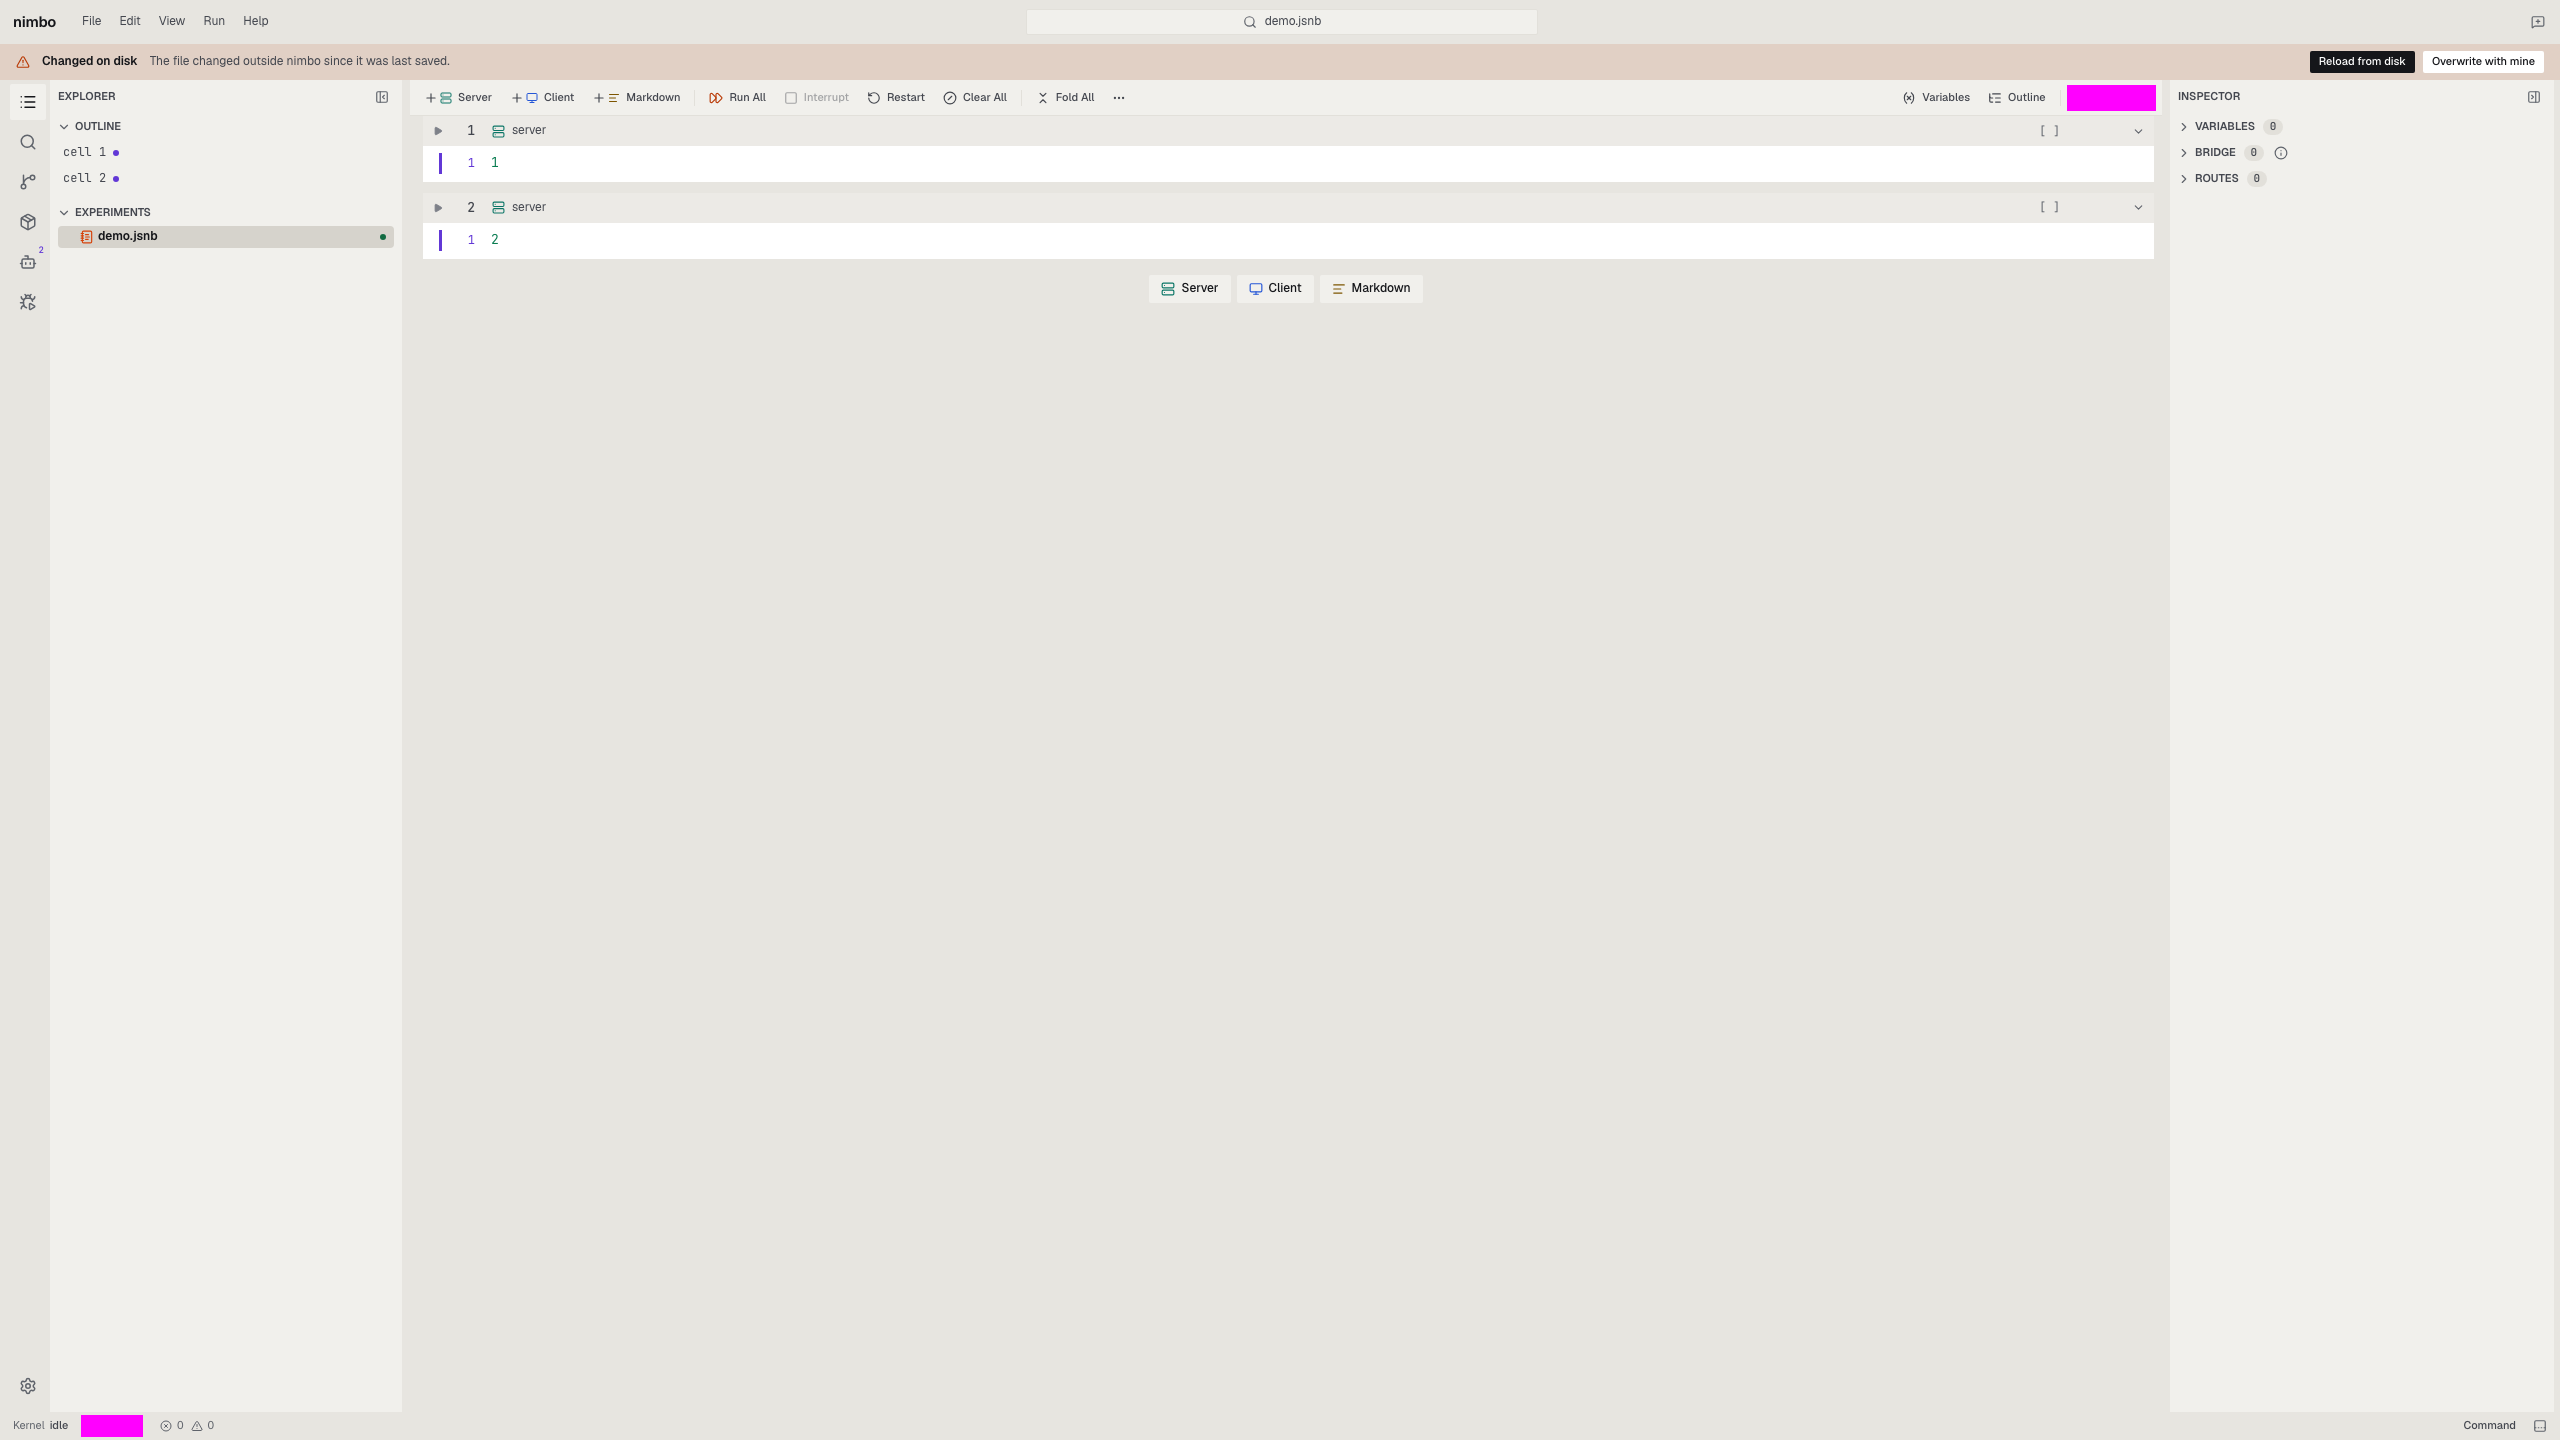 nimbo File Edit View Run Help demo.jsnb
Changed on disk The file changed outside nimbo since it was last saved. Reload from disk Overwrite with mine
EXPLORER
OUTLINE
cell 1
cell 2
EXPERIMENTS
demo.jsnb
2
Server Client Markdown Run All Interrupt Restart Clear All Fold All Variables Outline
1 server [ ]
1 1
2 server [ ]
1 2
Server Client Markdown
INSPECTOR
VARIABLES 0
BRIDGE 0
ROUTES 0
Kernel idle 0 0 Command